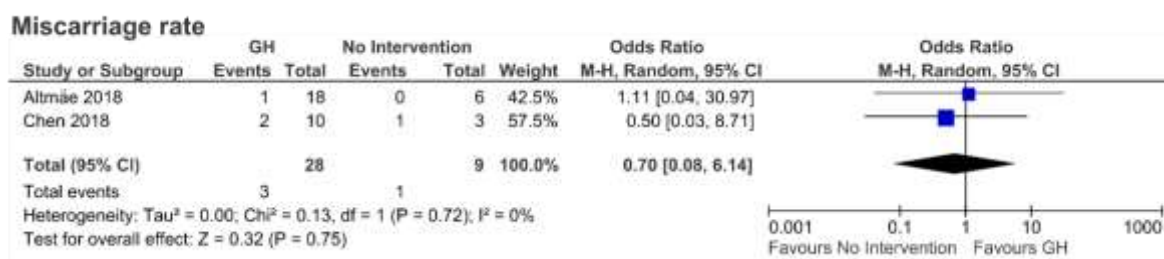 Miscarriage rate
GH No Intervention Odds Ratio Odds Ratio
Study or Subgroup Events Total Events Total Weight M-H, Random, 95% CI M-H, Random, 95% CI
Altmäe 2018 1 18 0 6 42.5% 1.11 [0.04, 30.97]
Chen 2018 2 10 1 3 57.5% 0.50 [0.03, 8.71]
Total (95% CI) 28 9 100.0% 0.70 [0.08, 6.14]
Total events 3 1
Heterogeneity: Tau² = 0.00; Chi² = 0.13, df = 1 (P = 0.72); I² = 0%
Test for overall effect: Z = 0.32 (P = 0.75)
0.001 0.1 1 10 1000
Favours No Intervention Favours GH